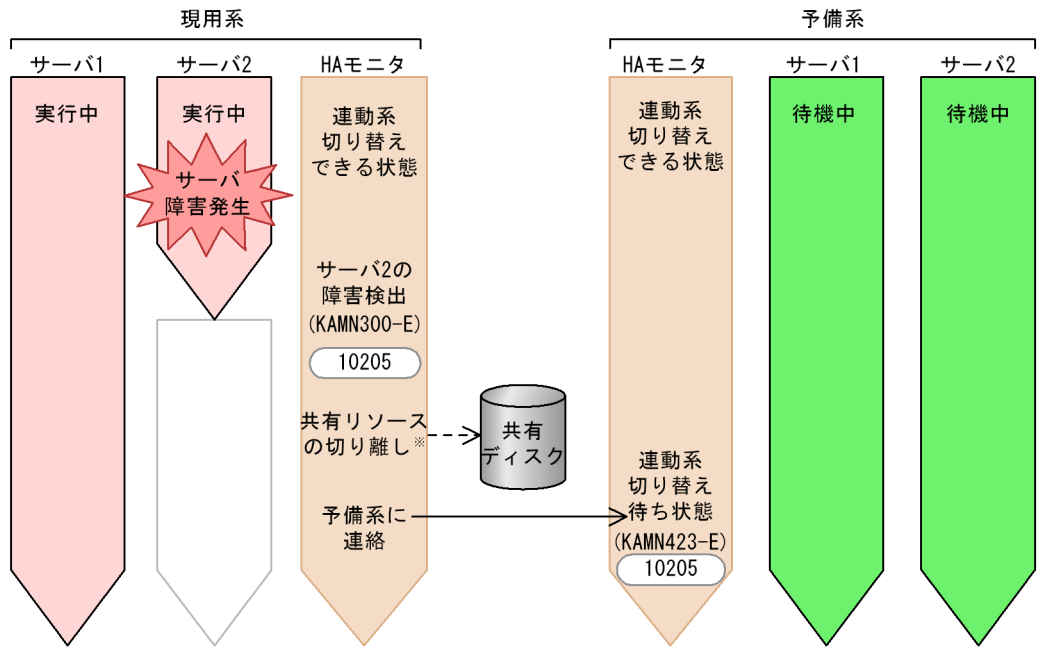 現用系
予備系
サーバ1
サーバ2
HAモニタ
HAモニタ
サーバ1
サーバ2
実行中
実行中
連動系
切り替え
できる状態
連動系
切り替え
できる状態
待機中
待機中
サーバ
障害発生
サーバ2の
障害検出
(KAMN300-E)
10205
共有リソース
の切り離し※
共有
ディスク
予備系に
連絡
連動系
切り替え
待ち状態
(KAMN423-E)
10205